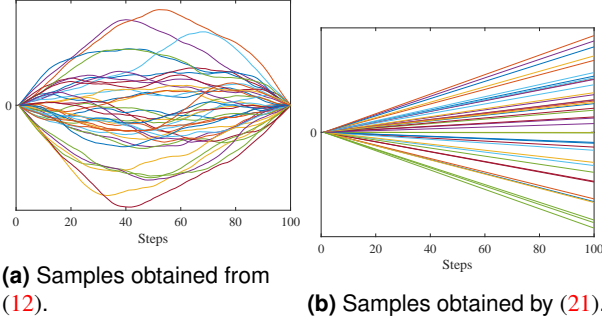 0
0
0 20 40 60 80 100
Steps
0 20 40 60 80 100
Steps
(a) Samples obtained from
(12).
(b) Samples obtained by (21).